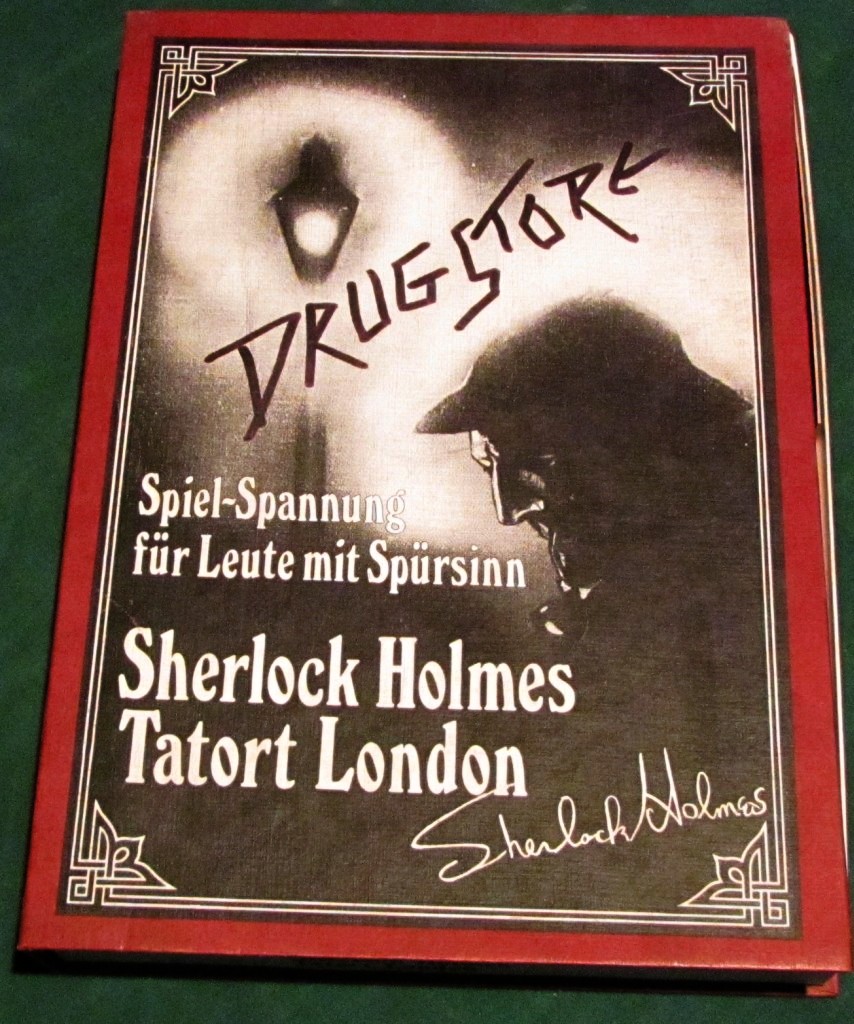 DRUGSTORE
Spiel-Spannung
für Leute mit Spürsinn
Sherlock Holmes
Tatort London
Sherlock Holmes